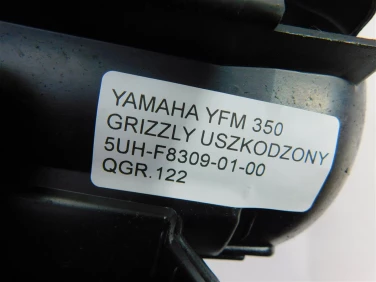 YAMAHA YFM 350
GRIZZLY USZKODZONY
5UH-F8309-01-00
QGR.122